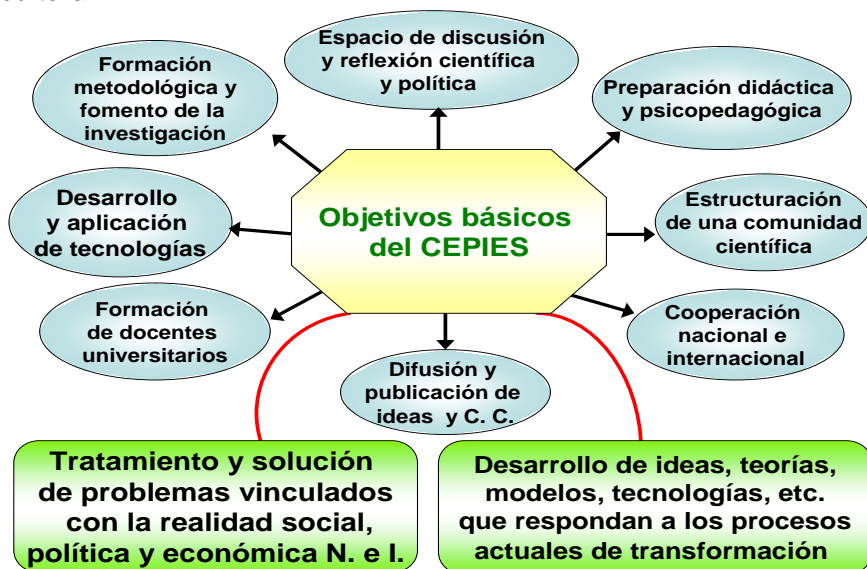 Espacio de discusión
y reflexión científica
y política
Formación
metodológica y
fomento de la
investigación
Preparación didáctica
y psicopedagógica
Desarrollo
y aplicación
de tecnologías
Objetivos básicos
del CEPIES
Estructuración
de una comunidad
científica
Formación
de docentes
universitarios
Cooperación
nacional e
internacional
Difusión y
publicación de
ideas y C. C.
Tratamiento y solución
de problemas vinculados
con la realidad social,
política y económica N. e I.
Desarrollo de ideas, teorías,
modelos, tecnologías, etc.
que respondan a los procesos
actuales de transformación